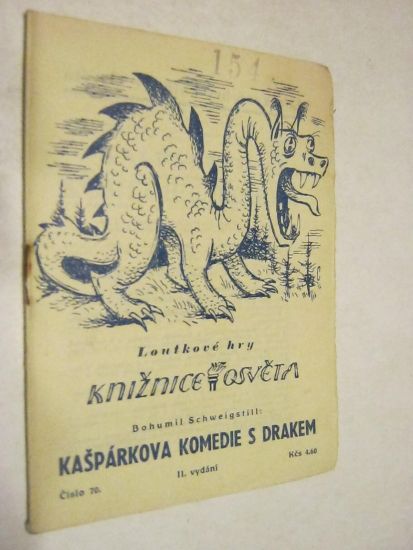 151
Loutkové hry
KNIŽNICE OSVĚTA
Bohumil Schweigstill:
KAŠPÁRKOVA KOMEDIE S DRAKEM
II. vydání
Číslo 70.
Kčs 4.60